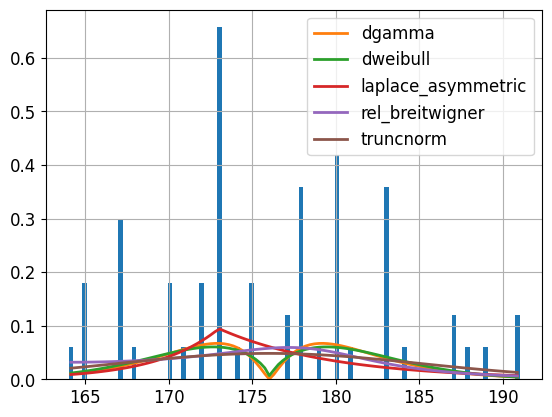 dgamma
dweibull
laplace_asymmetric
rel_breitwigner
truncnorm
0.6
0.5
0.4
0.3
0.2
0.1
0.0
165 170 175 180 185 190